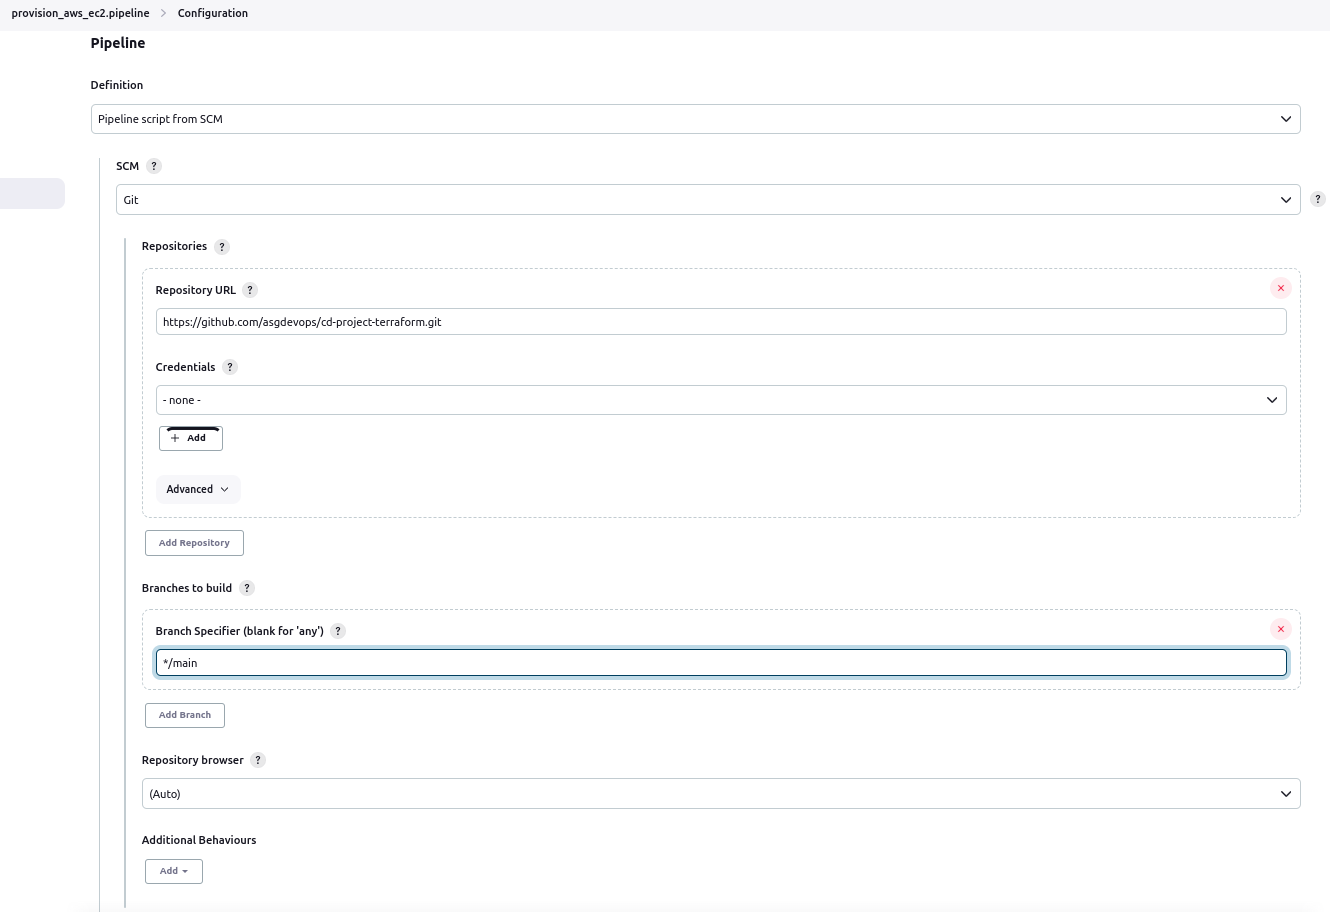 provision_aws_ec2.pipeline > Configuration
Pipeline
Definition
Pipeline script from SCM
SCM ?
Git
?
Repositories ?
Repository URL ?
https://github.com/asgdevops/cd-project-terraform.git
Credentials ?
- none -
+ Add
Advanced
Add Repository
Branches to build ?
Branch Specifier (blank for 'any') ?
*/main
Add Branch
Repository browser ?
(Auto)
Additional Behaviours
Add